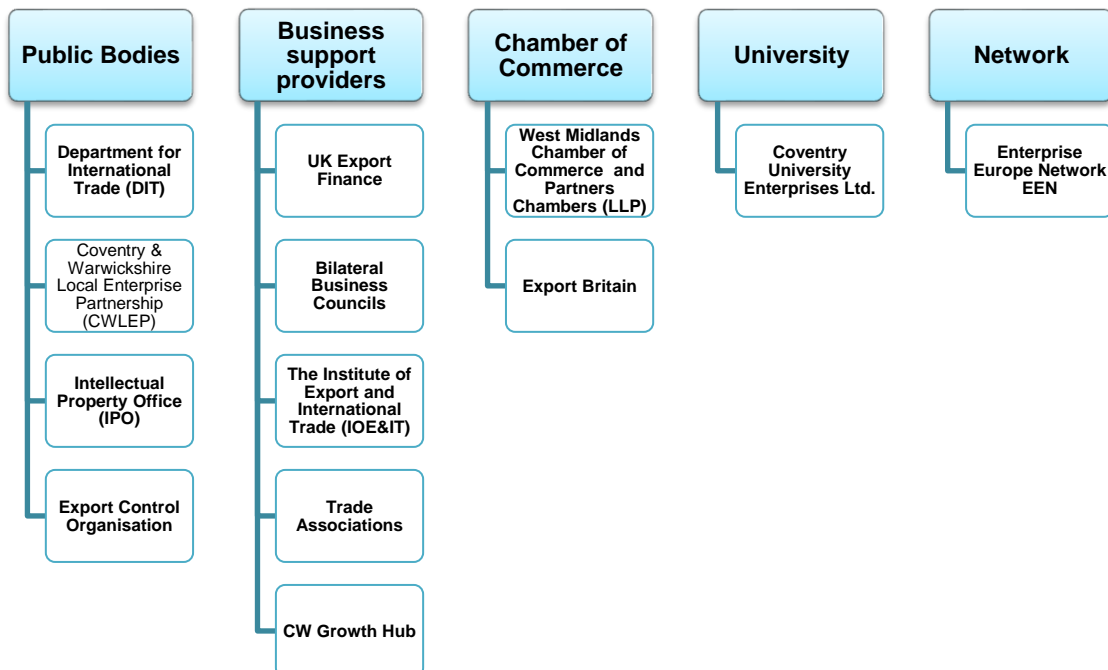 Public Bodies
Department for
International
Trade (DIT)
Coventry &
Warwickshire
Local Enterprise
Partnership
(CWLEP)
Intellectual
Property Office
(IPO)
Export Control
Organisation
Business
support
providers
UK Export
Finance
Bilateral
Business
Councils
The Institute of
Export and
International
Trade (IOE&IT)
Trade
Associations
CW Growth Hub
Chamber of
Commerce
West Midlands
Chamber of
Commerce and
Partners
Chambers (LLP)
Export Britain
University
Coventry
University
Enterprises Ltd.
Network
Enterprise
Europe Network
EEN